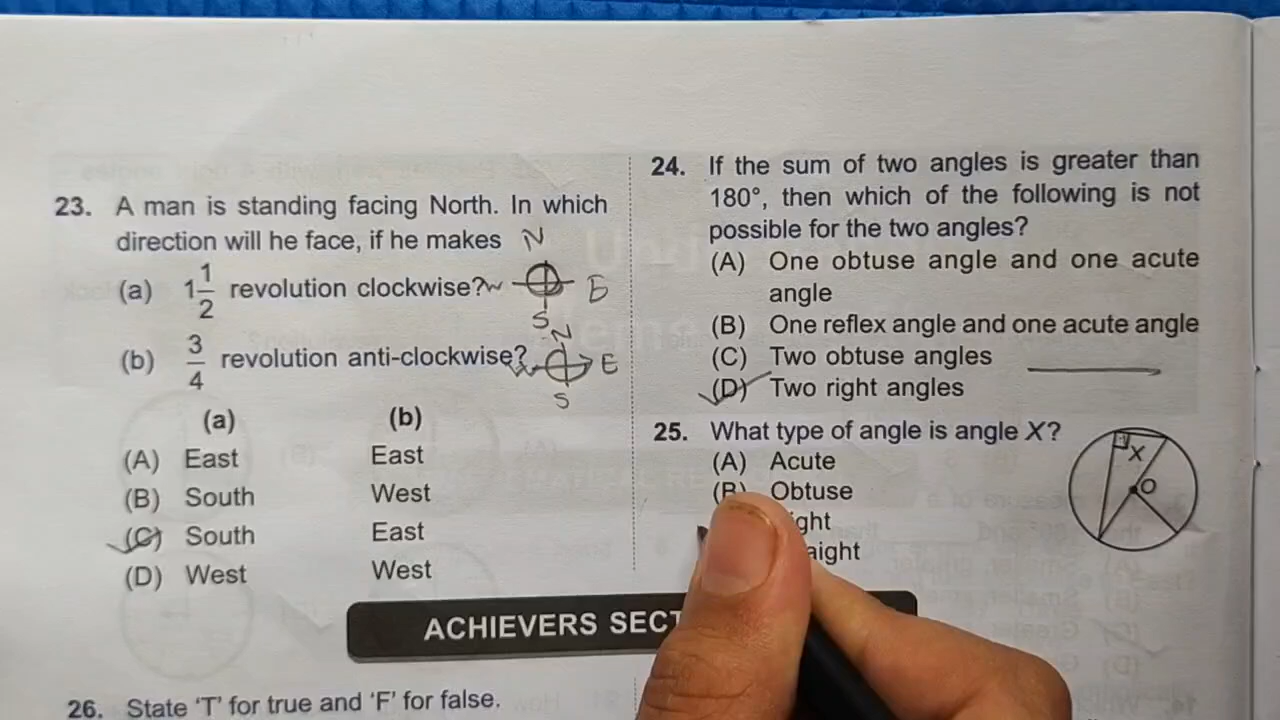 23. A man is standing facing North. In which
direction will he face, if he makes
N
(a) 1 1/2 revolution clockwise?
W
E
S
(b) 3/4 revolution anti-clockwise?
N
E
S
(a) (b)
(A) East East
(B) South West
(C) South East
(D) West West
24. If the sum of two angles is greater than
180°, then which of the following is not
possible for the two angles?
(A) One obtuse angle and one acute
angle
(B) One reflex angle and one acute angle
(C) Two obtuse angles
(D) Two right angles
25. What type of angle is angle X?
(A) Acute
(B) Obtuse
ight
aight
X
O
ACHIEVERS SECT
26. State 'T' for true and 'F' for false.